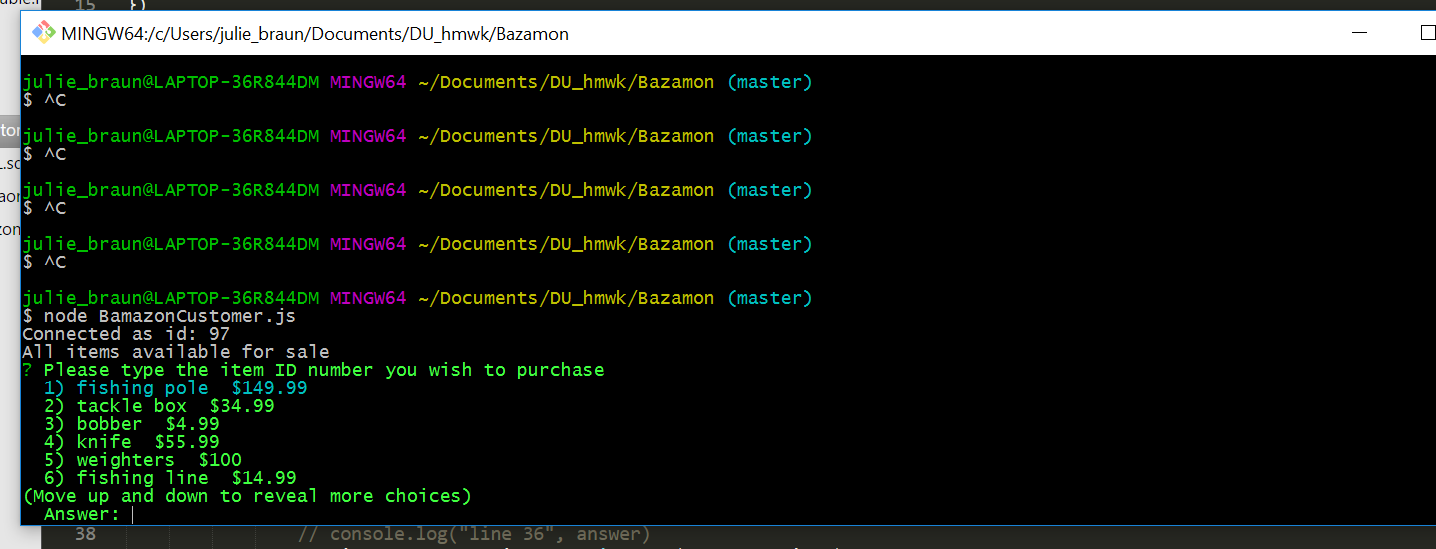 15 })
MINGW64:/c/Users/julie_braun/Documents/DU_hmwk/Bazamon
julie_braun@LAPTOP-36R844DM MINGW64 ~/Documents/DU_hmwk/Bazamon (master)
$ ^C
julie_braun@LAPTOP-36R844DM MINGW64 ~/Documents/DU_hmwk/Bazamon (master)
$ ^C
julie_braun@LAPTOP-36R844DM MINGW64 ~/Documents/DU_hmwk/Bazamon (master)
$ ^C
julie_braun@LAPTOP-36R844DM MINGW64 ~/Documents/DU_hmwk/Bazamon (master)
$ ^C
julie_braun@LAPTOP-36R844DM MINGW64 ~/Documents/DU_hmwk/Bazamon (master)
$ node BamazonCustomer.js
Connected as id: 97
All items available for sale
? Please type the item ID number you wish to purchase
1) fishing pole  $149.99
2) tackle box  $34.99
3) bobber  $4.99
4) knife  $55.99
5) weighters  $100
6) fishing line  $14.99
(Move up and down to reveal more choices)
Answer:
38 // console.log("line 36", answer)